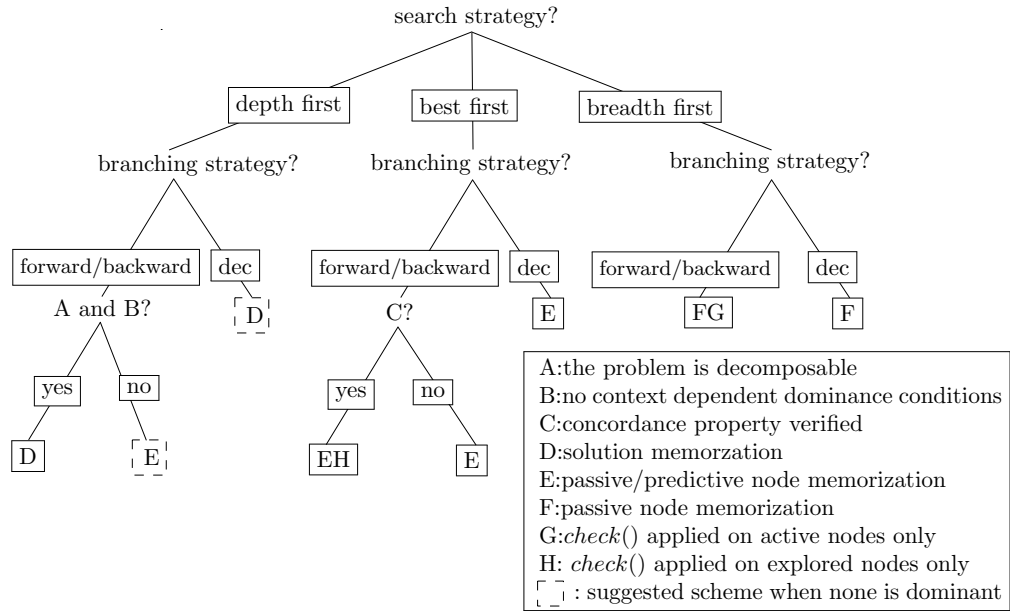 search strategy?
depth first
best first
breadth first
branching strategy?
branching strategy?
branching strategy?
forward/backward
dec
forward/backward
dec
forward/backward
dec
A and B?
D
C?
E
FG
F
yes
no
yes
no
D
E
EH
E
A:the problem is decomposable
B:no context dependent dominance conditions
C:concordance property verified
D:solution memorzation
E:passive/predictive node memorization
F:passive node memorization
G:check() applied on active nodes only
H: check() applied on explored nodes only
: suggested scheme when none is dominant